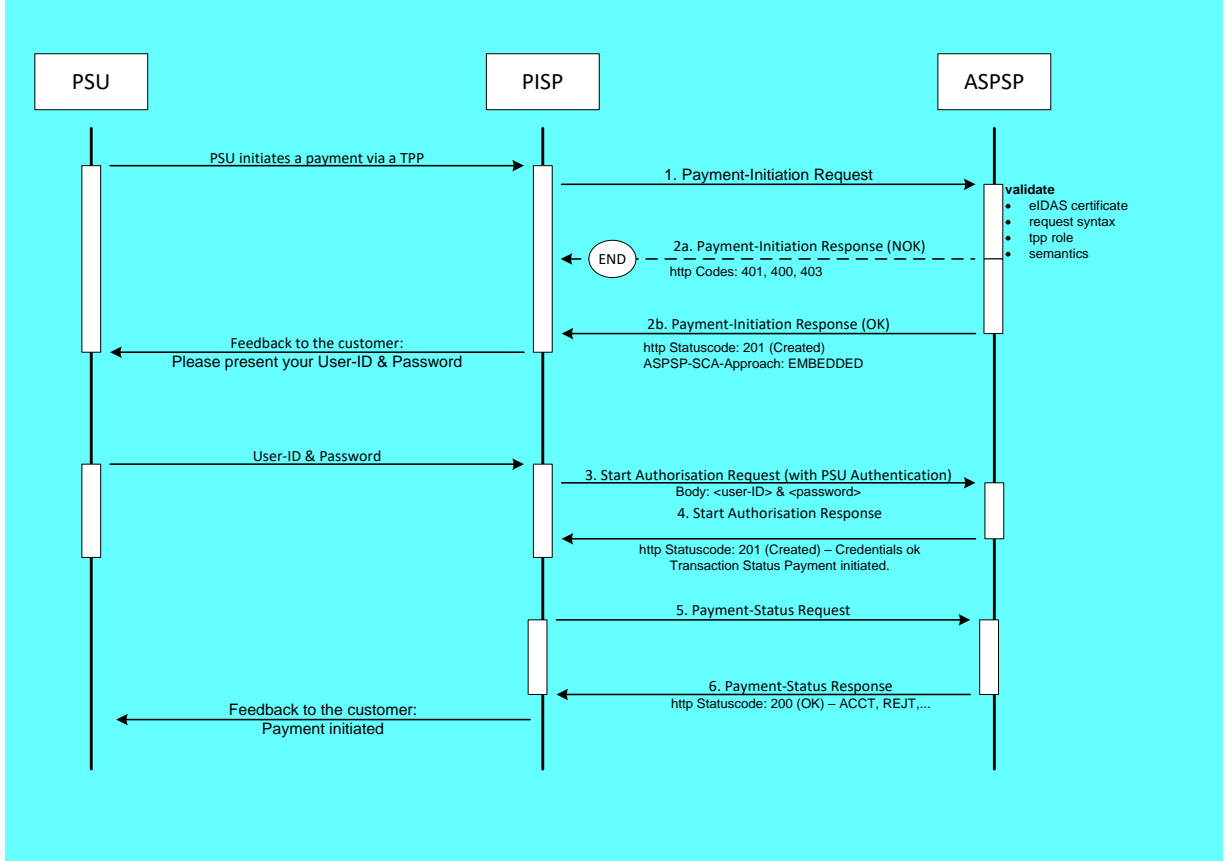 PSU
PISP
ASPSP
PSU initiates a payment via a TPP
1. Payment-Initiation Request
validate
• eIDAS certificate
• request syntax
• tpp role
• semantics
2a. Payment-Initiation Response (NOK)
END
http Codes: 401, 400, 403
2b. Payment-Initiation Response (OK)
http Statuscode: 201 (Created)
ASPSP-SCA-Approach: EMBEDDED
Feedback to the customer:
Please present your User-ID & Password
User-ID & Password
3. Start Authorisation Request (with PSU Authentication)
Body: <user-ID> & <password>
4. Start Authorisation Response
http Statuscode: 201 (Created) – Credentials ok
Transaction Status Payment initiated.
5. Payment-Status Request
6. Payment-Status Response
http Statuscode: 200 (OK) – ACCT, REJT,...
Feedback to the customer:
Payment initiated